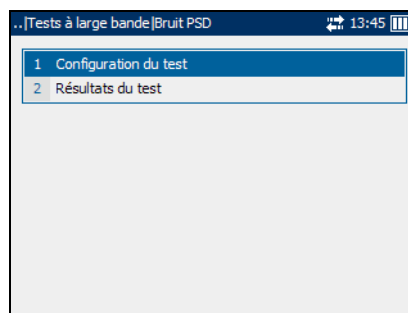 ..|Tests à large bande|Bruit PSD 13:45
1 Configuration du test
2 Résultats du test